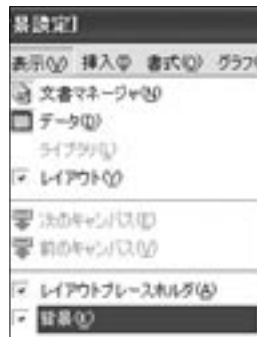 景設定]
表示(V) 挿入(I) 書式(O) グラフ
文書マネージャ(N)
データ(D)
ライブラリ(L)
レイアウト(Y)
次のキャンバス(E)
前のキャンバス(V)
レイアウトプレースホルダ(A)
背景(K)